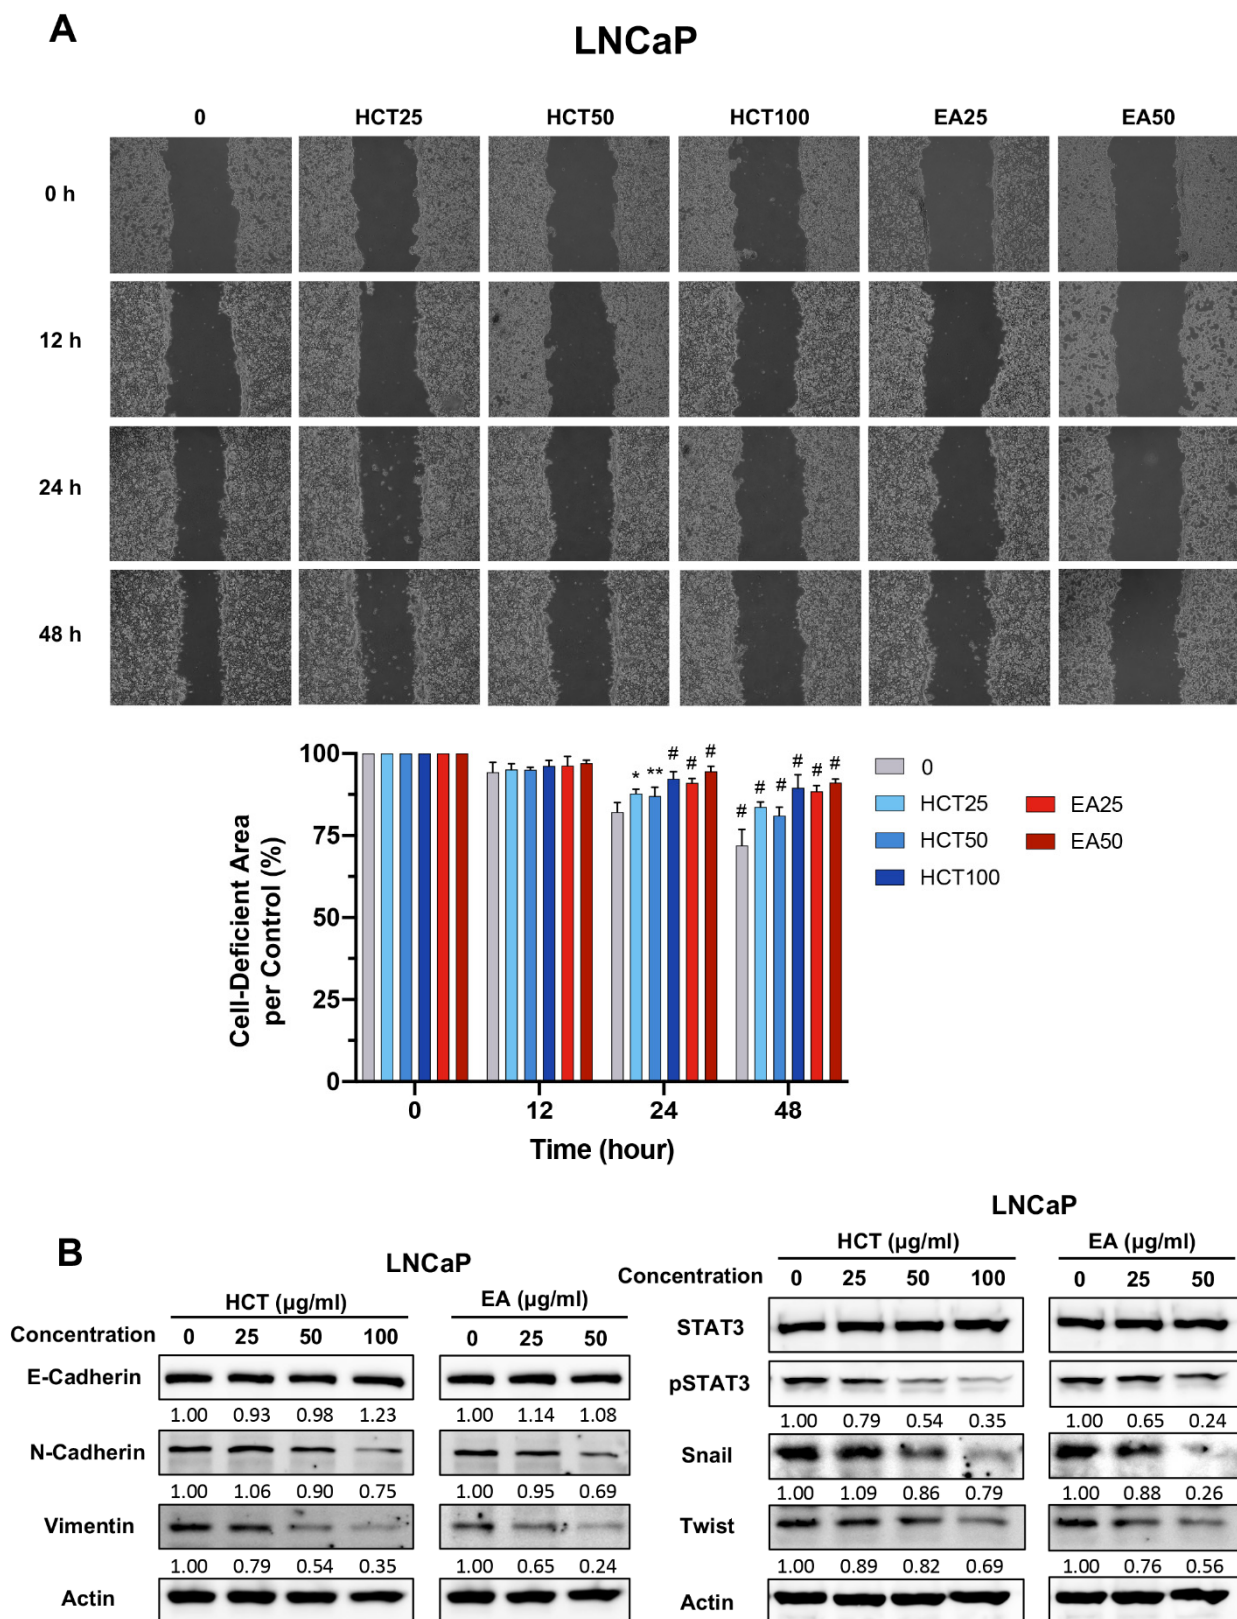 A
LNCaP
0 HCT25 HCT50 HCT100 EA25 EA50
0 h
12 h
24 h
48 h
Cell-Deficient Area
per Control (%)
100
75
50
25
0
* ** # # #
# # # # # #
0 12 24 48
Time (hour)
0
HCT25 EA25
HCT50 EA50
HCT100
B
LNCaP
HCT (µg/ml) EA (µg/ml)
Concentration 0 25 50 100 0 25 50
E-Cadherin
1.00 0.93 0.98 1.23 1.00 1.14 1.08
N-Cadherin
1.00 1.06 0.90 0.75 1.00 0.95 0.69
Vimentin
1.00 0.79 0.54 0.35 1.00 0.65 0.24
Actin
LNCaP
HCT (µg/ml) EA (µg/ml)
Concentration 0 25 50 100 0 25 50
STAT3
pSTAT3
1.00 0.79 0.54 0.35 1.00 0.65 0.24
Snail
1.00 1.09 0.86 0.79 1.00 0.88 0.26
Twist
1.00 0.89 0.82 0.69 1.00 0.76 0.56
Actin